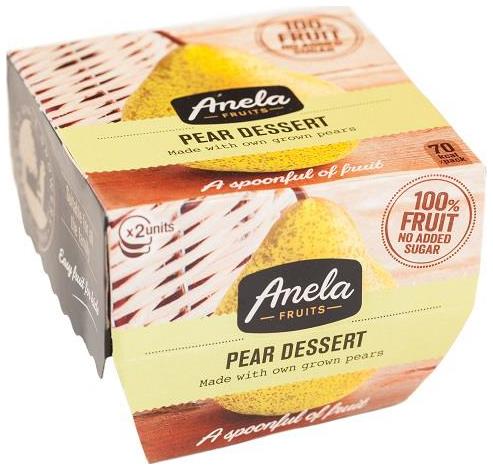 100%
FRUIT
NO ADDED
SUGAR
Anela
FRUITS
PEAR DESSERT
Made with own grown pears
70
kcal
A spoonful of fruit
x2units
100%
FRUIT
NO ADDED
SUGAR
Anela
FRUITS
PEAR DESSERT
Made with own grown pears
A spoonful of fruit